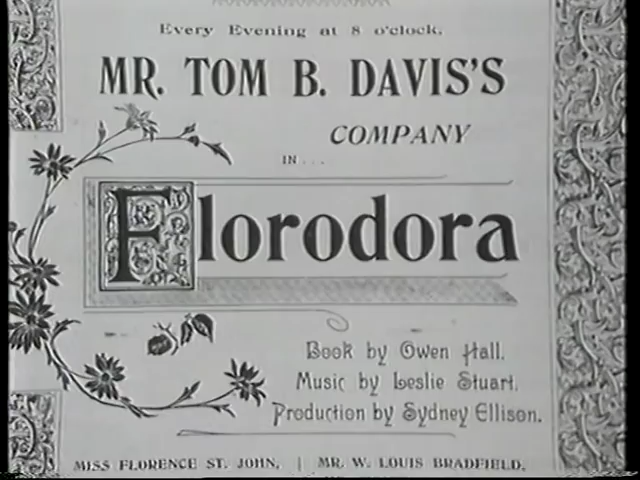 Every Evening at 8 o'clock.
MR. TOM B. DAVIS'S
COMPANY
IN...
Florodora
Book by Owen Hall.
Music by Leslie Stuart.
Production by Sydney Ellison.
MISS FLORENCE ST. JOHN, | MR. W. LOUIS BRADFIELD,